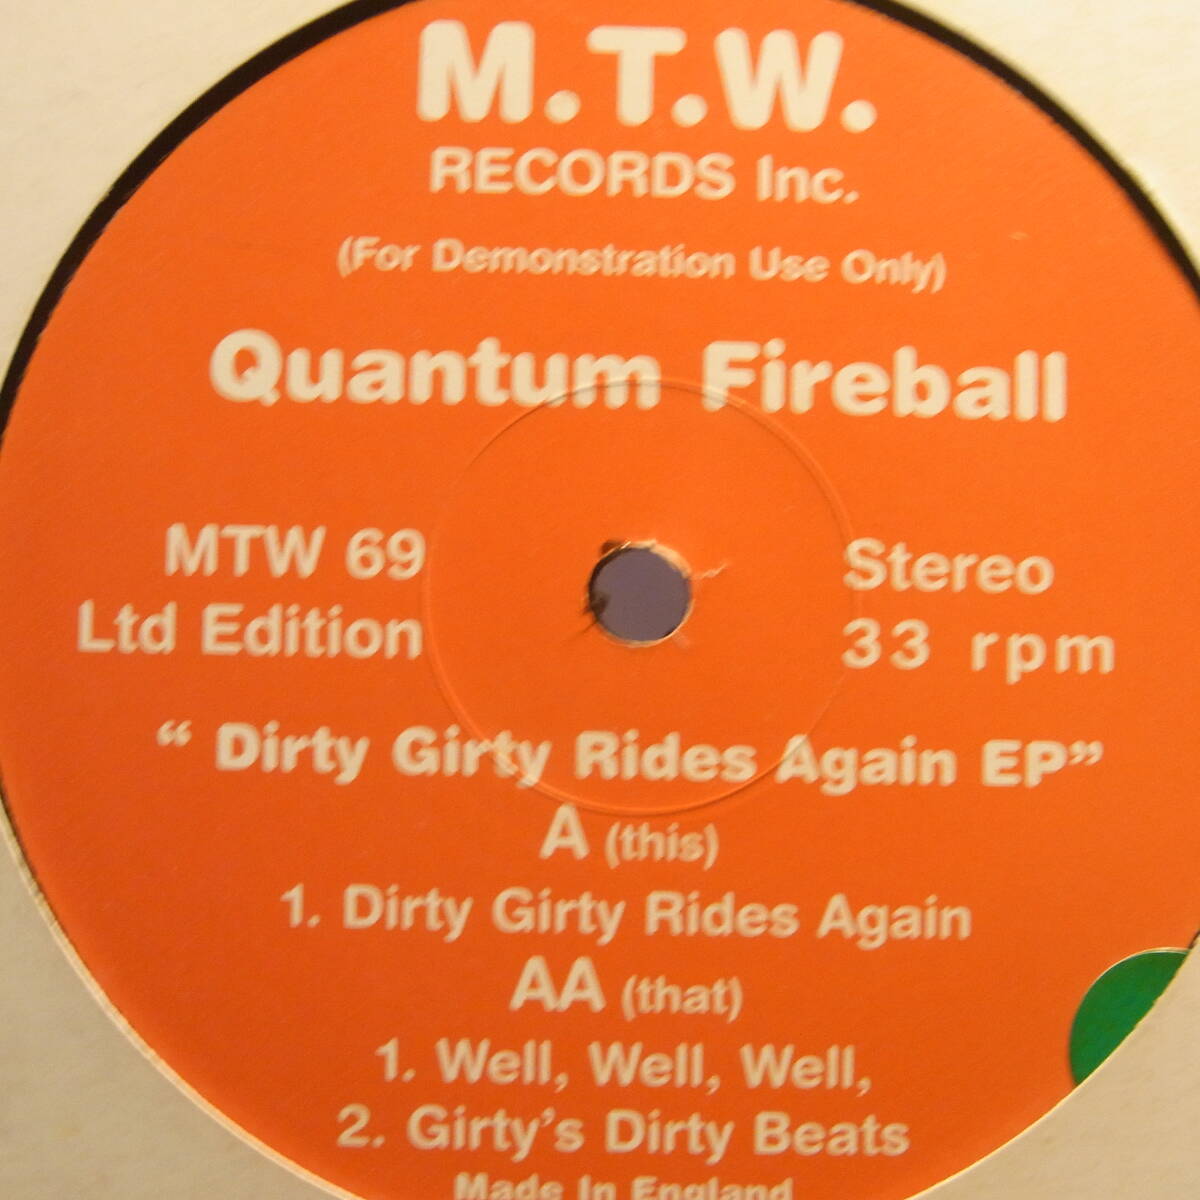 M.T.W.
RECORDS Inc.
(For Demonstration Use Only)
Quantum Fireball
MTW 69
Ltd Edition
Stereo
33 rpm
“ Dirty Girty Rides Again EP”
A (this)
1. Dirty Girty Rides Again
AA (that)
1. Well, Well, Well,
2. Girty's Dirty Beats
Made In England